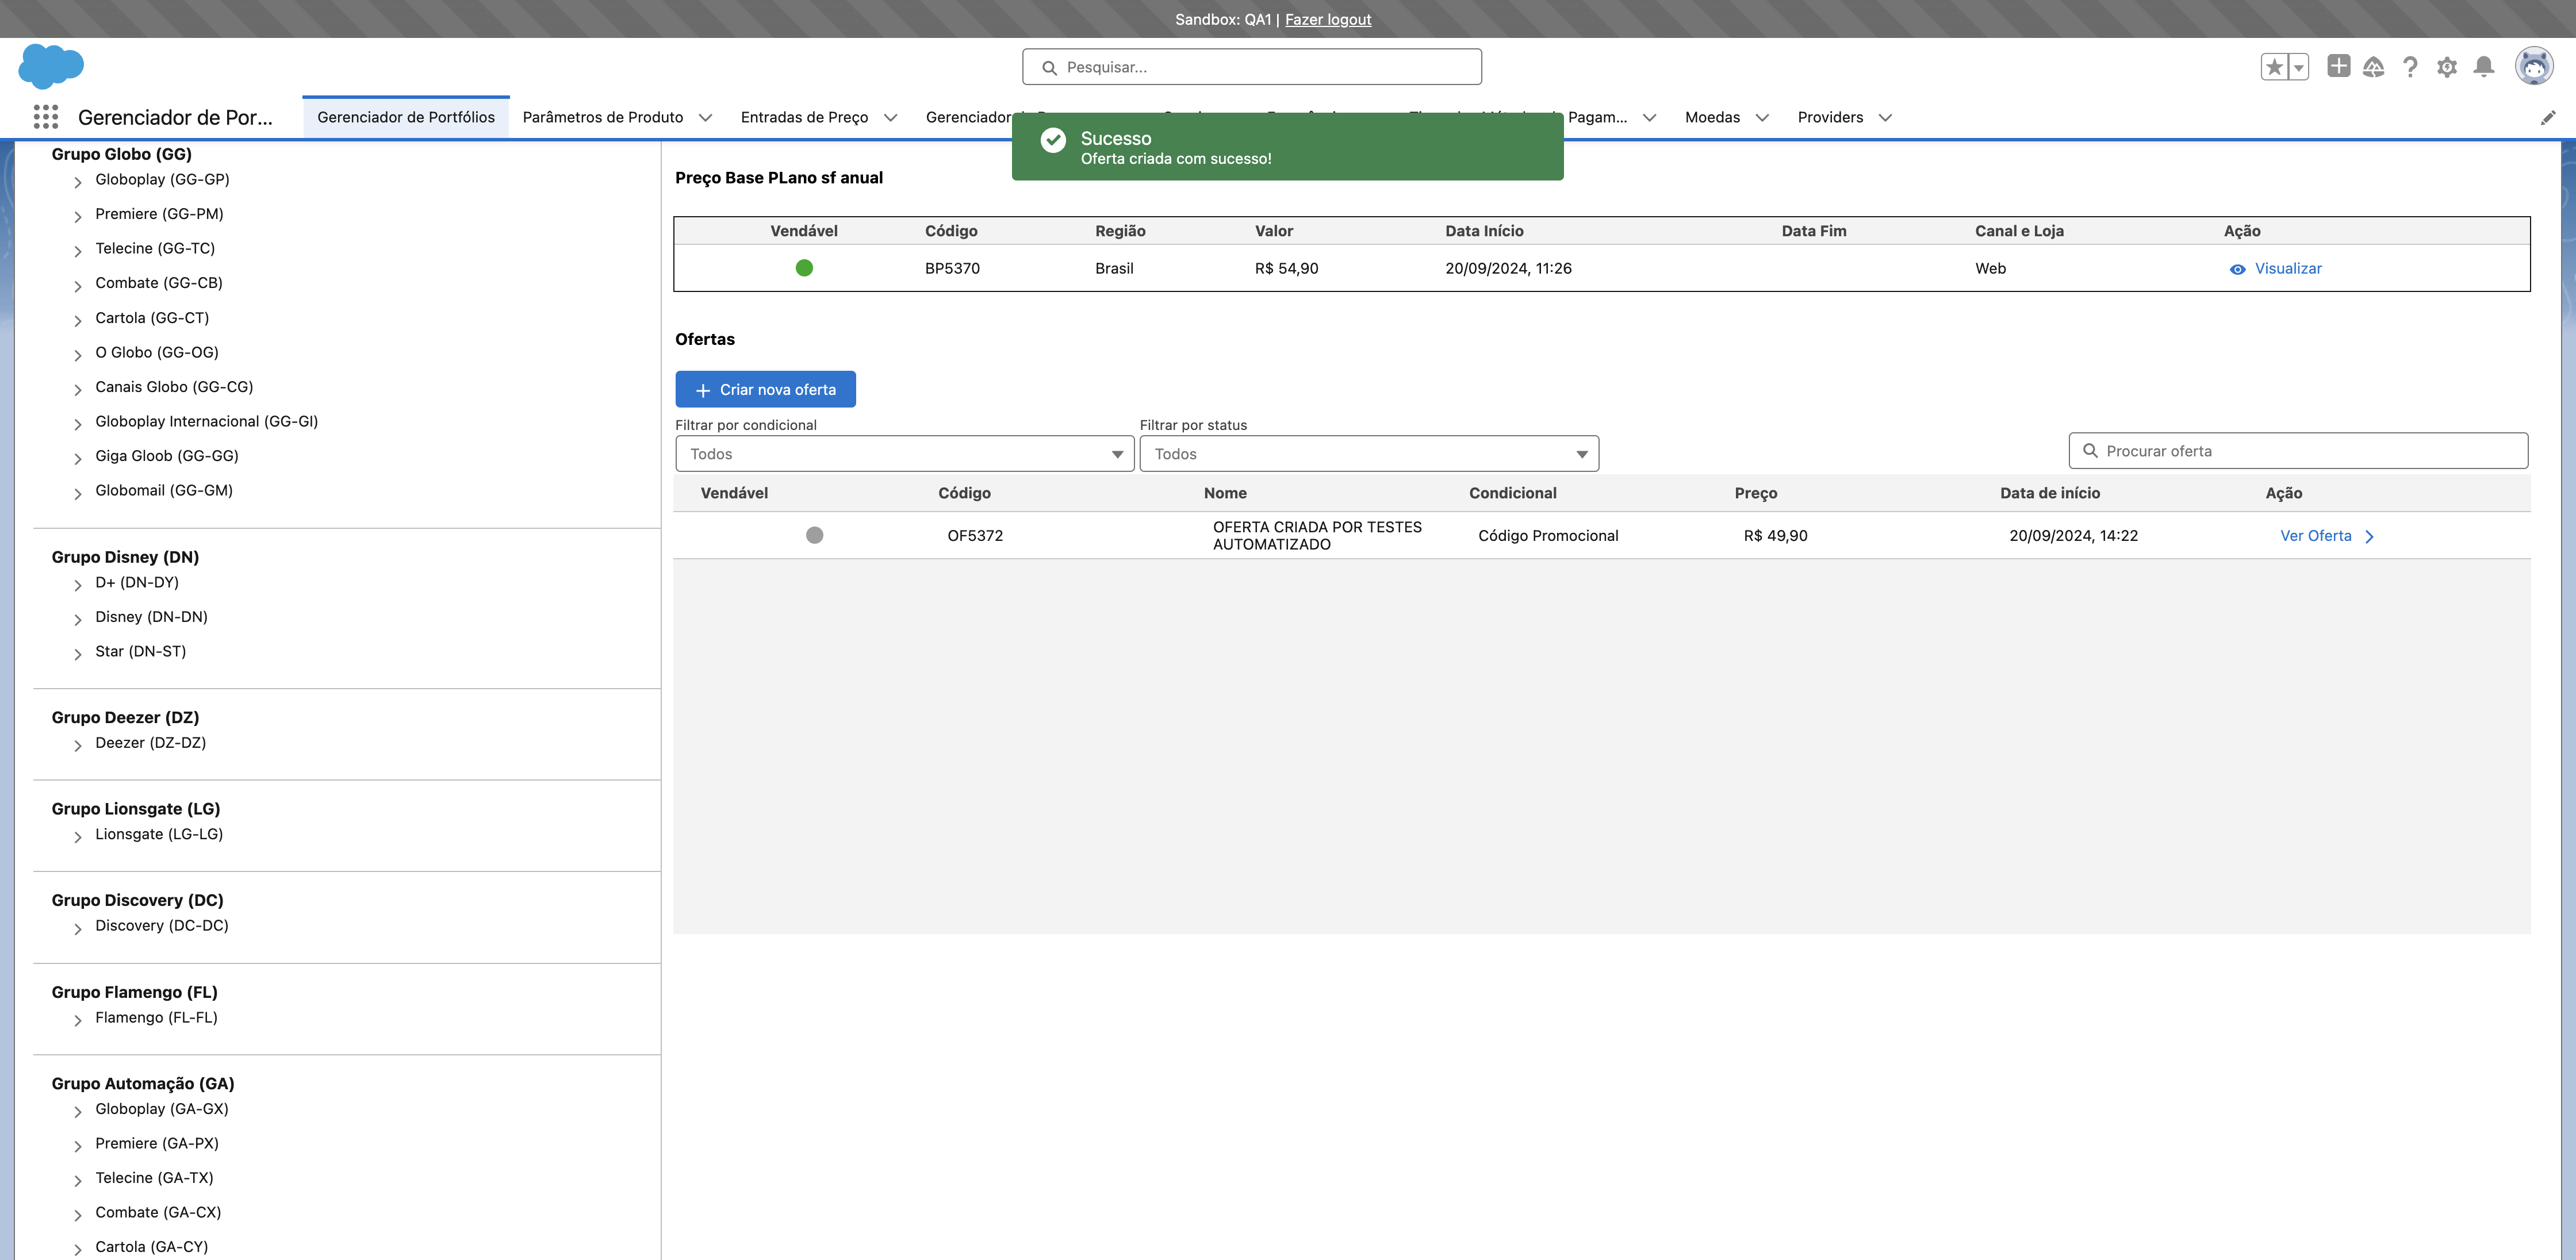 Sandbox: QA1 | Fazer logout
Pesquisar...
Gerenciador de Por...
Gerenciador de Portfólios
Parâmetros de Produto
Entradas de Preço
Gerenciador
Pagam...
Moedas
Providers
Sucesso
Oferta criada com sucesso!
Grupo Globo (GG)
Globoplay (GG-GP)
Premiere (GG-PM)
Telecine (GG-TC)
Combate (GG-CB)
Cartola (GG-CT)
O Globo (GG-OG)
Canais Globo (GG-CG)
Globoplay Internacional (GG-GI)
Giga Gloob (GG-GG)
Globomail (GG-GM)
Grupo Disney (DN)
D+ (DN-DY)
Disney (DN-DN)
Star (DN-ST)
Grupo Deezer (DZ)
Deezer (DZ-DZ)
Grupo Lionsgate (LG)
Lionsgate (LG-LG)
Grupo Discovery (DC)
Discovery (DC-DC)
Grupo Flamengo (FL)
Flamengo (FL-FL)
Grupo Automação (GA)
Globoplay (GA-GX)
Premiere (GA-PX)
Telecine (GA-TX)
Combate (GA-CX)
Cartola (GA-CY)
Preço Base PLano sf anual
Vendável Código Região Valor Data Início Data Fim Canal e Loja Ação
BP5370 Brasil R$ 54,90 20/09/2024, 11:26 Web Visualizar
Ofertas
Criar nova oferta
Filtrar por condicional
Todos
Filtrar por status
Todos
Procurar oferta
Vendável Código Nome Condicional Preço Data de início Ação
OF5372 OFERTA CRIADA POR TESTES AUTOMATIZADO Código Promocional R$ 49,90 20/09/2024, 14:22 Ver Oferta